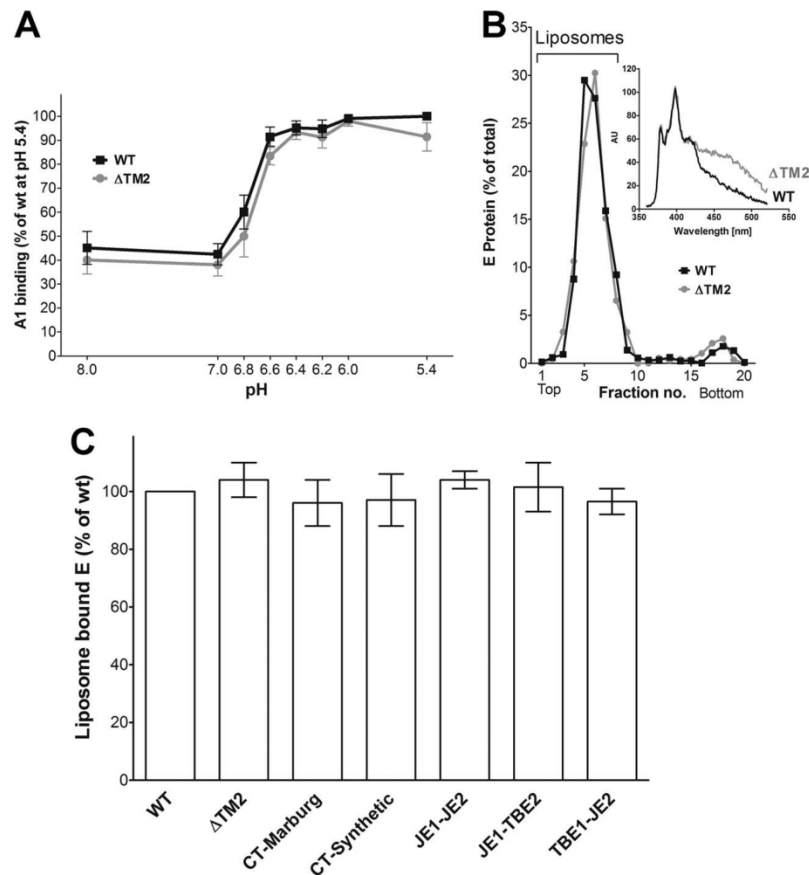 A
A1 binding (% of wt at pH 5.4)
100
90
80
70
60
50
40
30
20
10
0
WT
ΔTM2
8.0
7.0
6.8
6.6
6.4
6.2
6.0
5.4
pH
B
Liposomes
E Protein (% of total)
35
30
25
20
15
10
5
0
AU
120
100
80
60
40
20
0
350
400
450
500
550
Wavelength [nm]
ΔTM2
WT
WT
ΔTM2
1
5
10
15
20
Top
Fraction no.
Bottom
C
Liposome bound E (% of wt)
100
80
60
40
20
0
WT
ΔTM2
CT-Marburg
CT-Synthetic
JE1-JE2
JE1-TBE2
TBE1-JE2